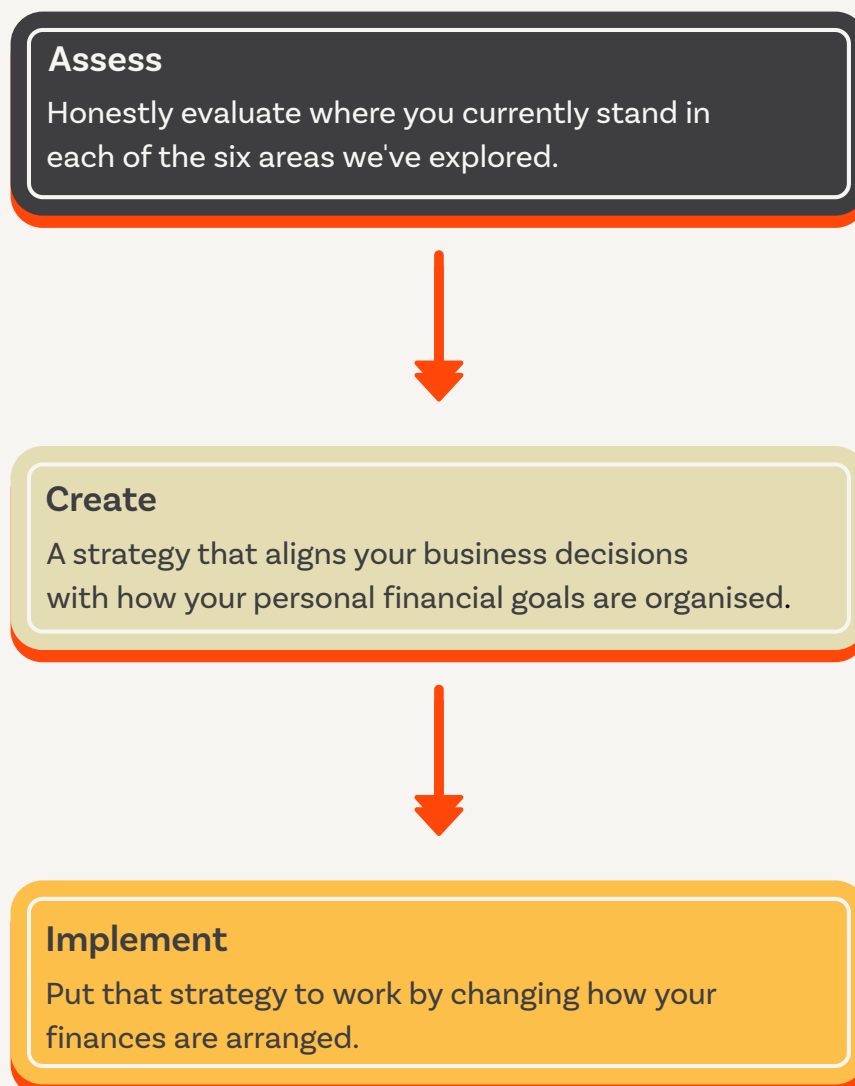 Assess
Honestly evaluate where you currently stand in
each of the six areas we've explored.
Create
A strategy that aligns your business decisions
with how your personal financial goals are organised.
Implement
Put that strategy to work by changing how your
finances are arranged.